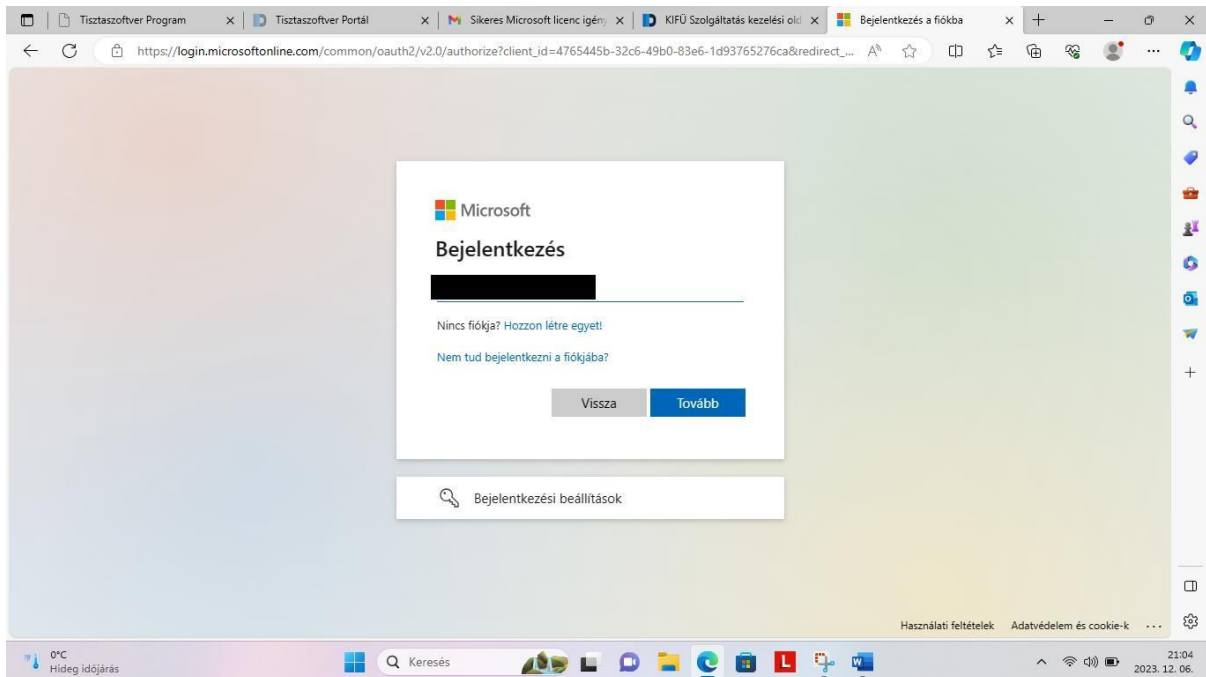 Tisztaszoftver Program
Tisztaszoftver Portál
Sikeres Microsoft licenc igény
KIFÜ Szolgáltatás kezelési old
Bejelentkezés a fiókba
https://login.microsoftonline.com/common/oauth2/v2.0/authorize?client_id=4765445b-32c6-49b0-83e6-1d93765276ca&redirect_...
Microsoft
Bejelentkezés
Nincs fiókja? Hozzon létre egyet!
Nem tud bejelentkezni a fiókjába?
Vissza
Tovább
Bejelentkezési beállítások
Használati feltételek Adatvédelem és cookie-k ...
0°C
Hideg időjárás
Keresés
21:04
2023. 12. 06.